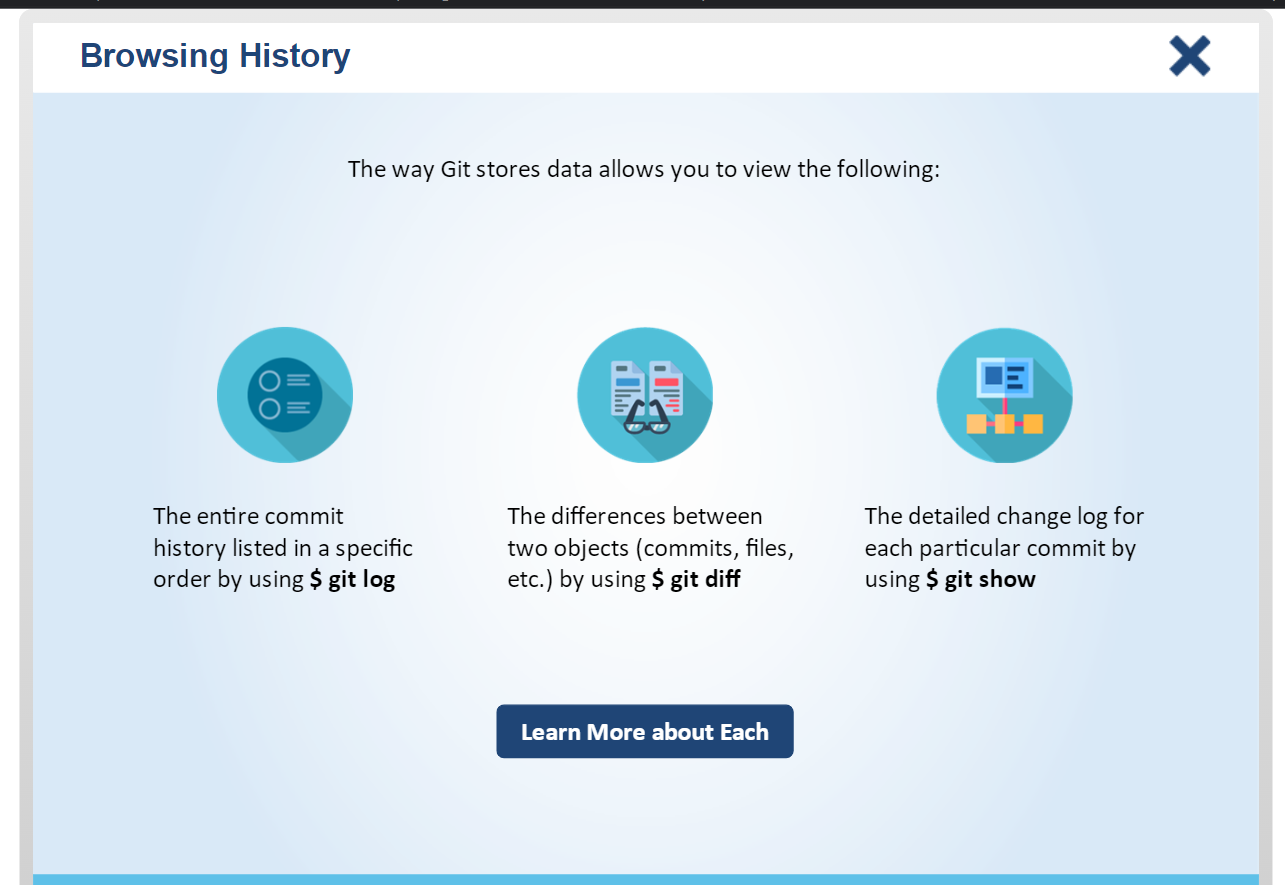 Browsing History
The way Git stores data allows you to view the following:
The entire commit
history listed in a specific
order by using $ git log
The differences between
two objects (commits, files,
etc.) by using $ git diff
The detailed change log for
each particular commit by
using $ git show
Learn More about Each